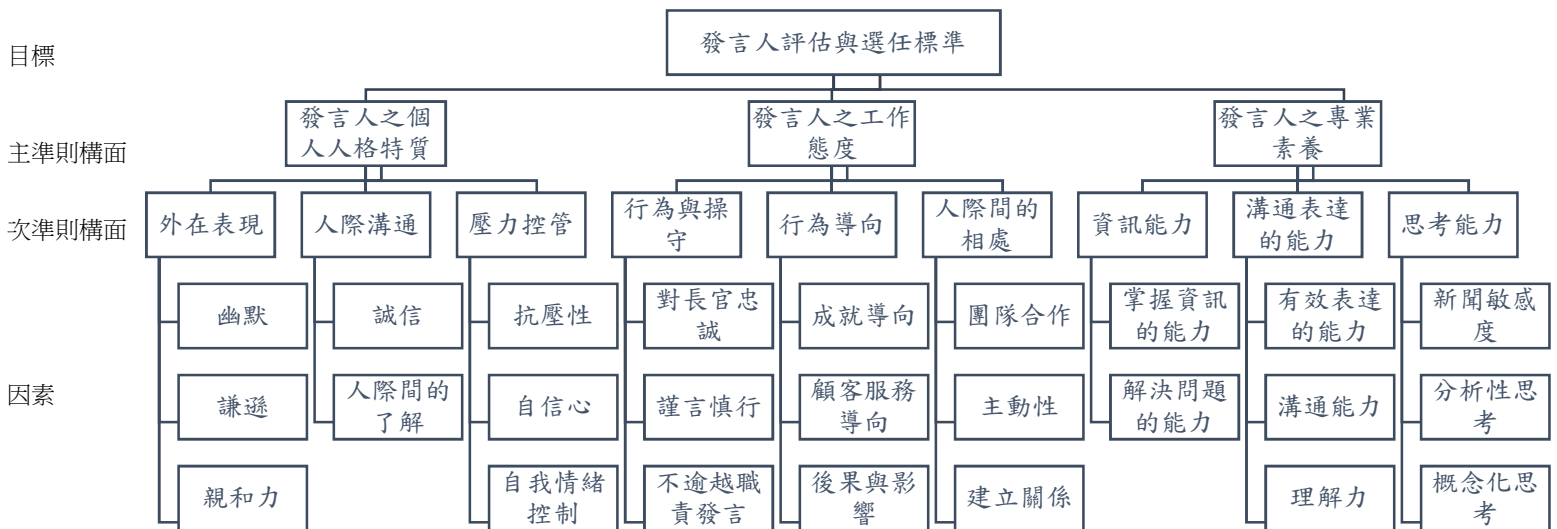 發言人評估與選任標準
目標
發言人之個
人人格特質
發言人之工作
態度
發言人之專業
素養
主準則構面
外在表現
人際溝通
壓力控管
行為與操
守
行為導向
人際間的
相處
資訊能力
溝通表達
的能力
思考能力
次準則構面
幽默
誠信
抗壓性
對長官忠
誠
成就導向
團隊合作
掌握資訊
的能力
有效表達
的能力
新聞敏感
度
因素
謙遜
人際間的
了解
自信心
謹言慎行
顧客服務
導向
主動性
解決問題
的能力
溝通能力
分析性思
考
親和力
自我情緒
控制
不逾越職
責發言
後果與影
響
建立關係
理解力
概念化思
考